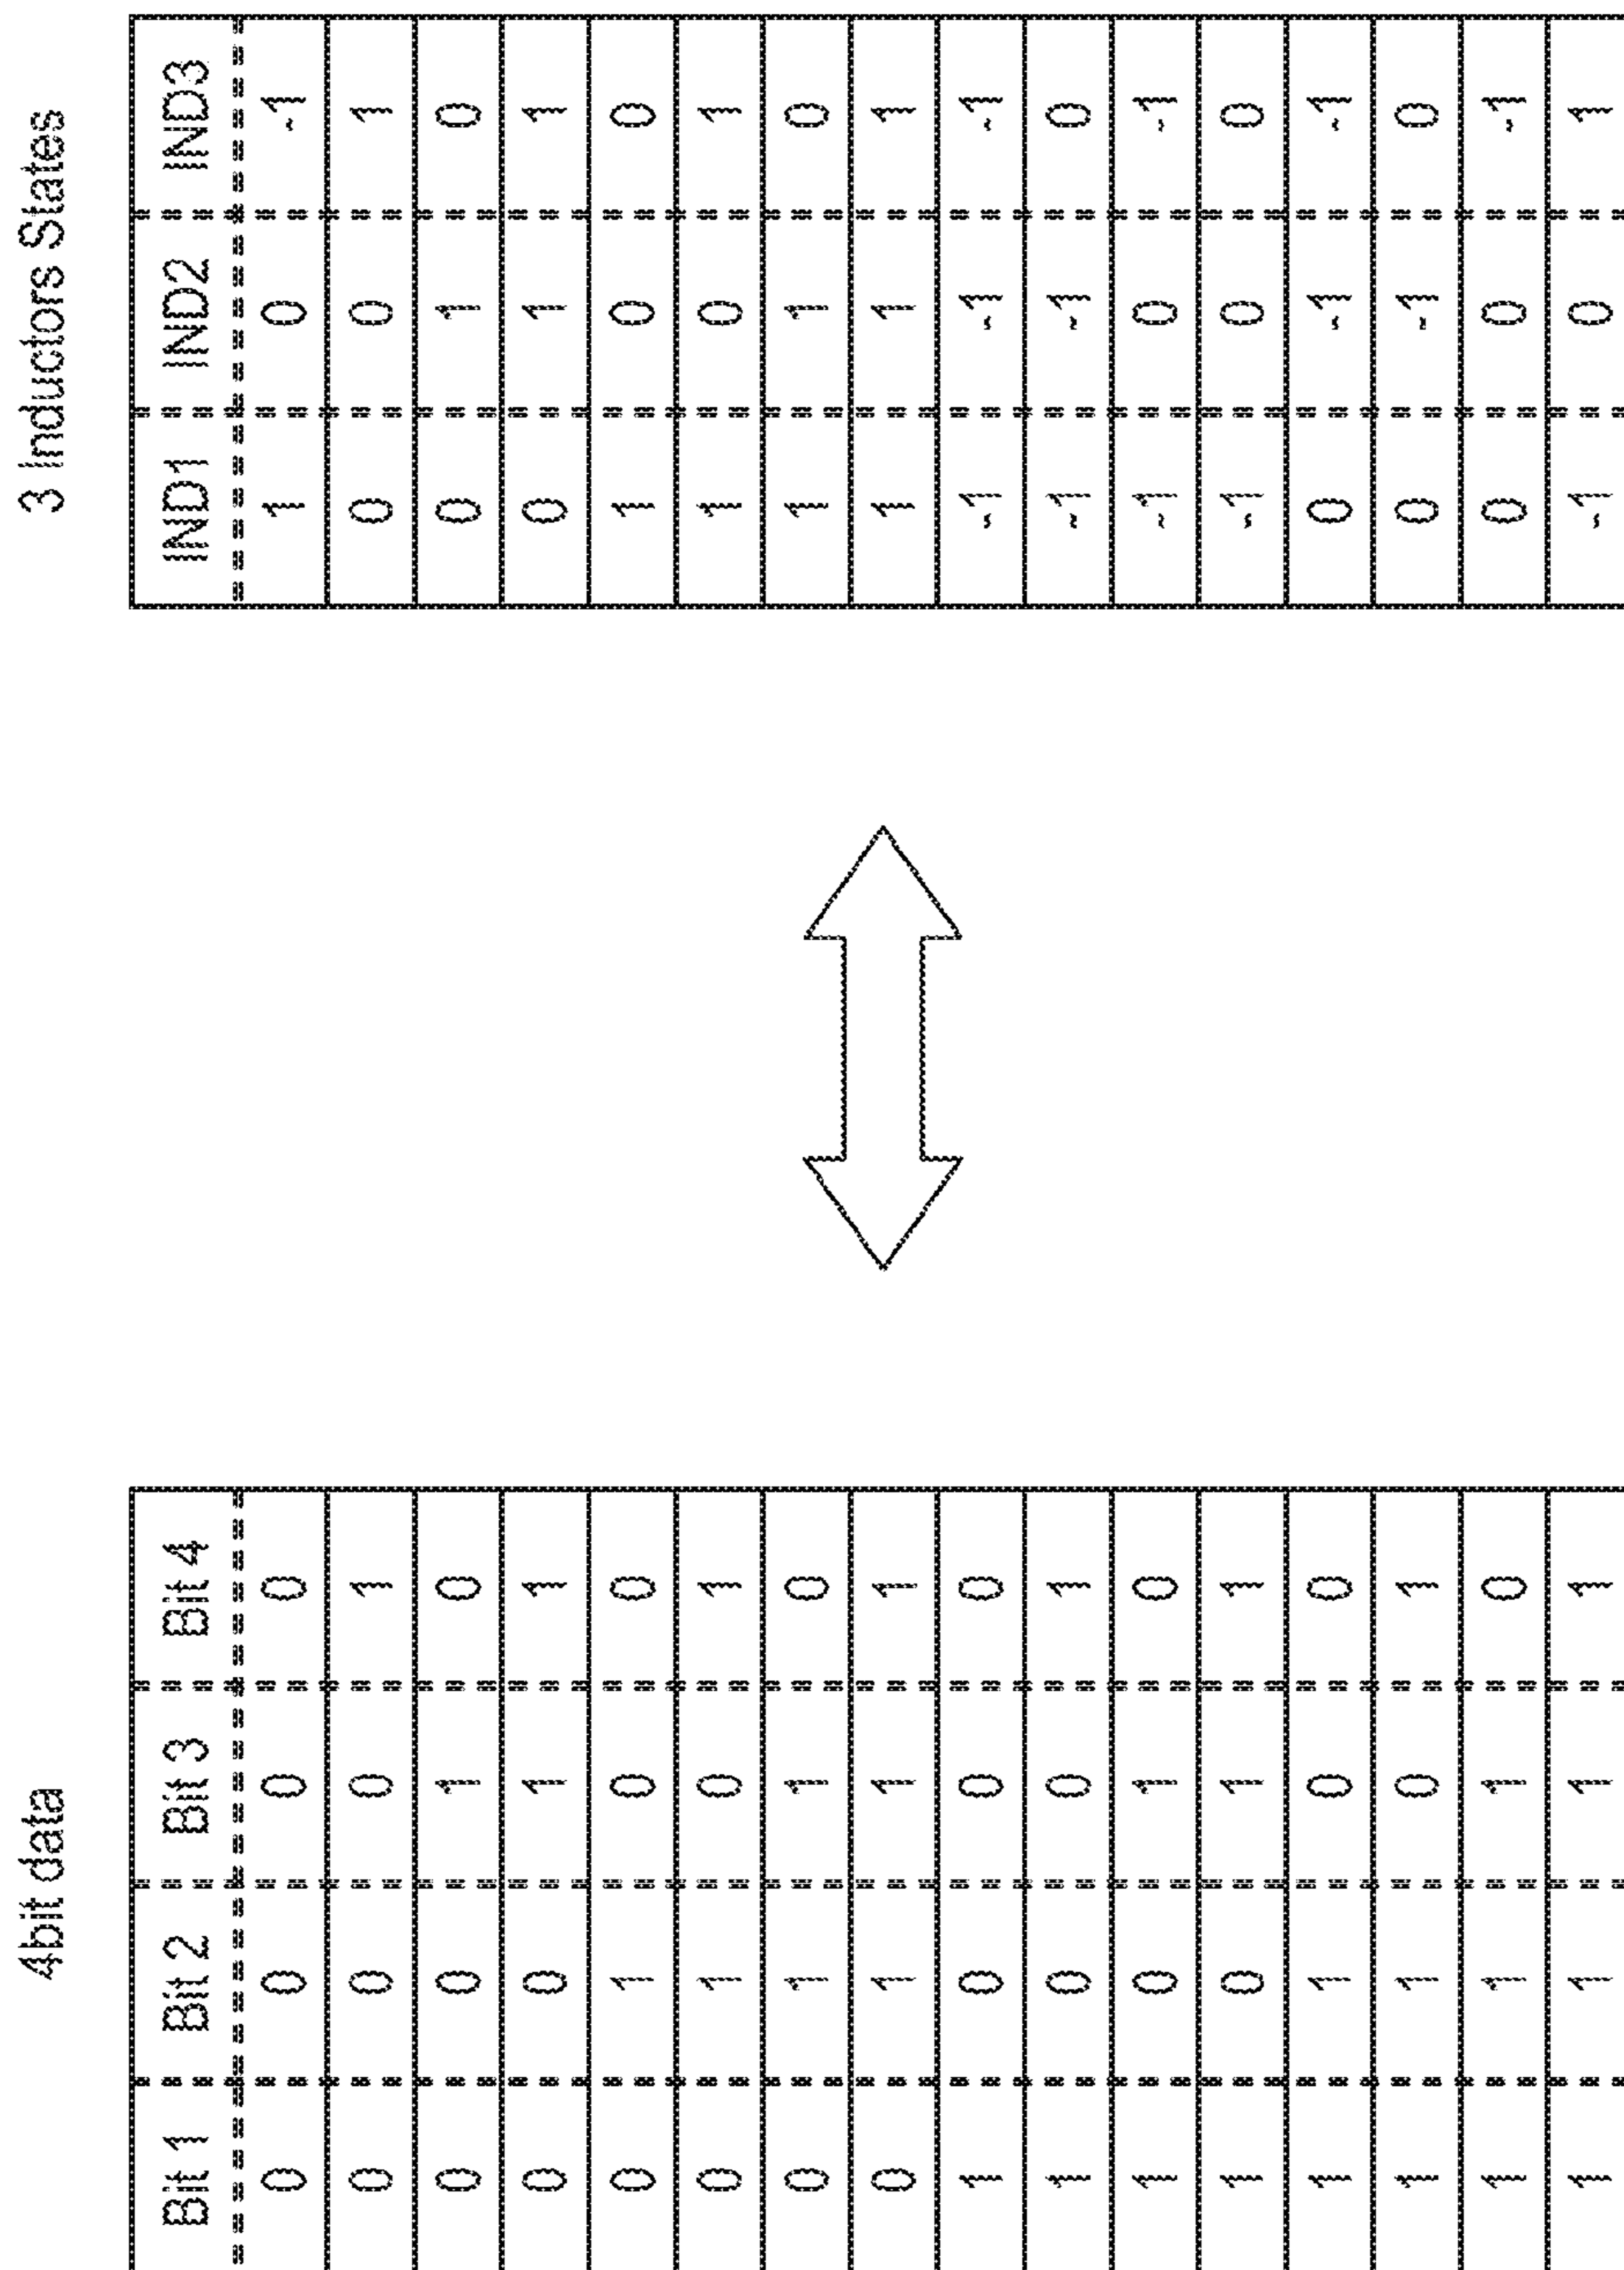 4bit data
Bit 1 Bit 2 Bit 3 Bit 4
0 0 0 0
0 0 0 1
0 0 1 0
0 0 1 1
0 1 0 0
0 1 0 1
0 1 1 0
0 1 1 1
1 0 0 0
1 0 0 1
1 0 1 0
1 0 1 1
1 1 0 0
1 1 0 1
1 1 1 0
1 1 1 1
3 Inductors States
IND1 IND2 IND3
1 0 -1
0 0 1
0 1 0
0 1 1
1 0 0
1 0 1
1 1 0
1 1 1
-1 -1 -1
-1 -1 0
-1 0 -1
-1 0 0
0 -1 -1
0 -1 0
0 0 -1
-1 0 1